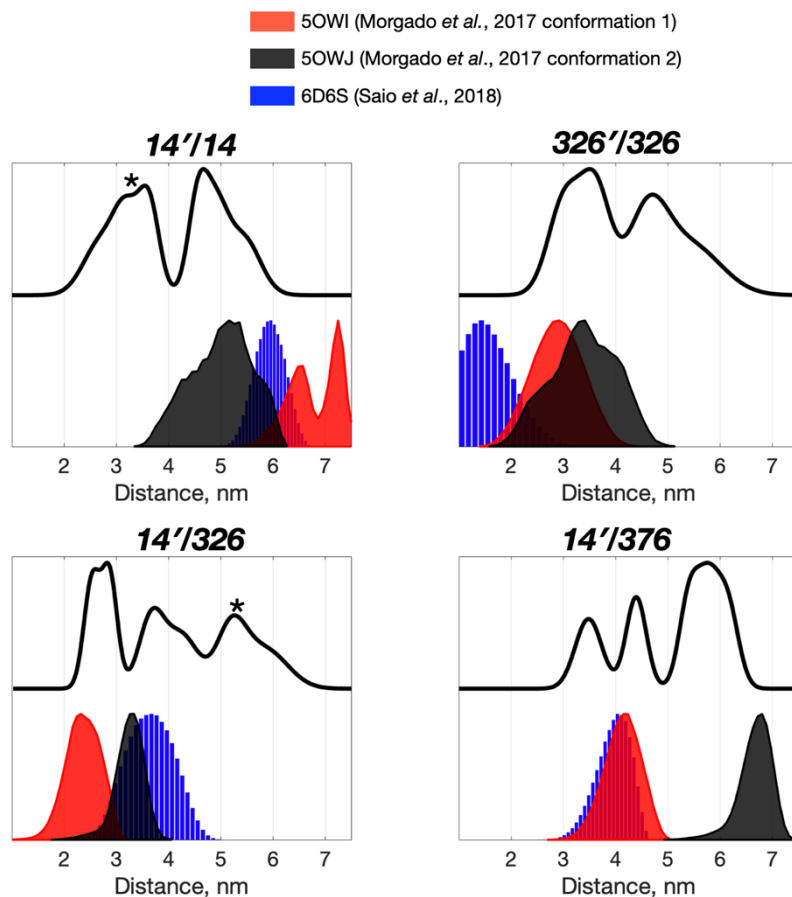 5OWI (Morgado et al., 2017 conformation 1)
5OWJ (Morgado et al., 2017 conformation 2)
6D6S (Saio et al., 2018)
14′/14
326′/326
*
2 3 4 5 6 7
2 3 4 5 6 7
Distance, nm
Distance, nm
14′/326
14′/376
*
2 3 4 5 6 7
2 3 4 5 6 7
Distance, nm
Distance, nm